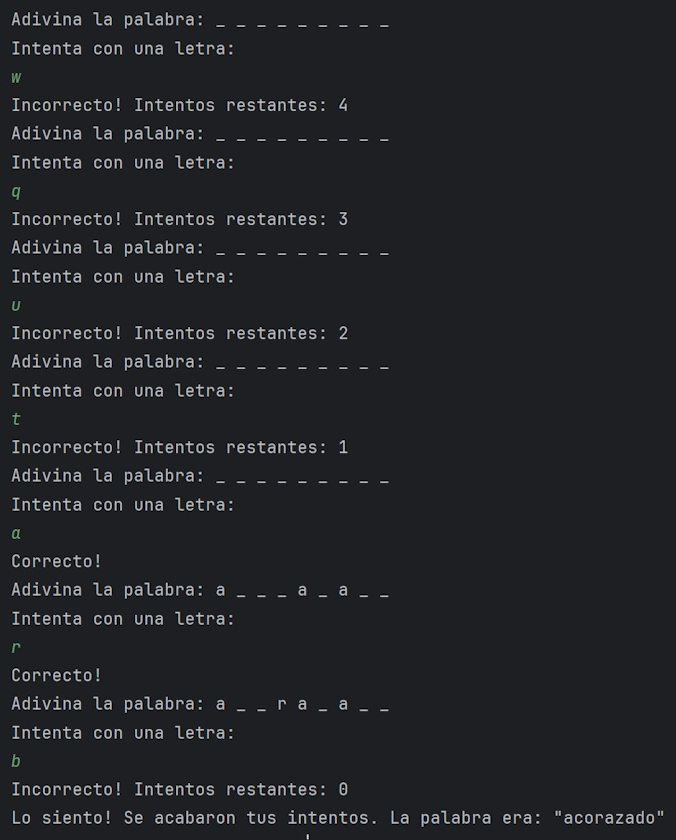 Adivina la palabra: _ _ _ _ _ _ _ _ _
Intenta con una letra:
w
Incorrecto! Intentos restantes: 4
Adivina la palabra: _ _ _ _ _ _ _ _ _
Intenta con una letra:
q
Incorrecto! Intentos restantes: 3
Adivina la palabra: _ _ _ _ _ _ _ _ _
Intenta con una letra:
u
Incorrecto! Intentos restantes: 2
Adivina la palabra: _ _ _ _ _ _ _ _ _
Intenta con una letra:
t
Incorrecto! Intentos restantes: 1
Adivina la palabra: _ _ _ _ _ _ _ _ _
Intenta con una letra:
a
Correcto!
Adivina la palabra: a _ _ _ a _ a _ _
Intenta con una letra:
r
Correcto!
Adivina la palabra: a _ _ r a _ a _ _
Intenta con una letra:
b
Incorrecto! Intentos restantes: 0
Lo siento! Se acabaron tus intentos. La palabra era: "acorazado"